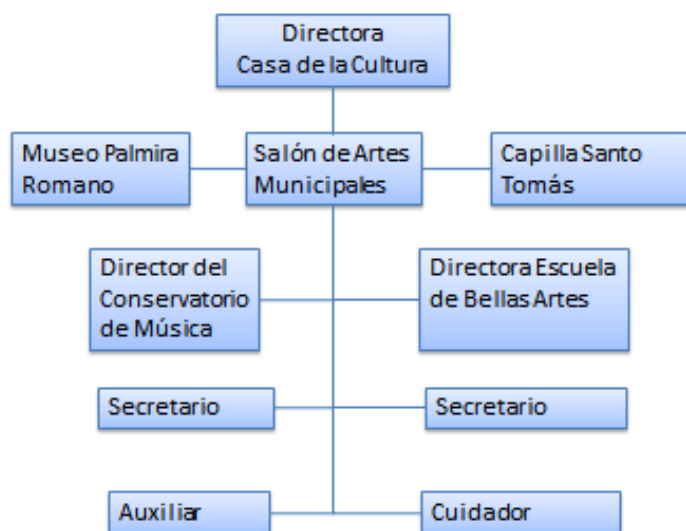 Directora
Casa de la Cultura
Museo Palmira
Romano
Salón de Artes
Municipales
Capilla Santo
Tomás
Director del
Conservatorio
de Música
Directora Escuela
de Bellas Artes
Secretario
Secretario
Auxiliar
Cuidador